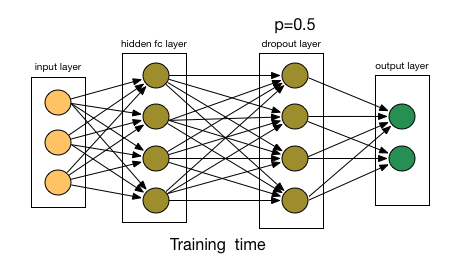 p=0.5
input layer
hidden fc layer
dropout layer
output layer
Training time